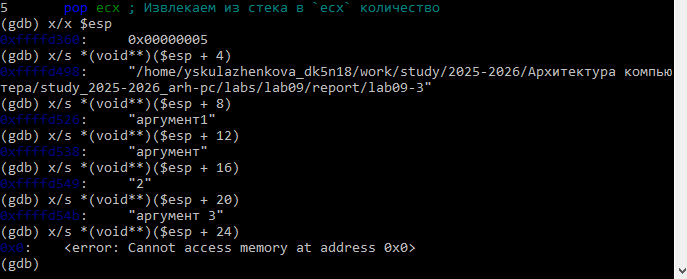 5       pop ecx ; Извлекаем из стека в `ecx` количество
(gdb) x/x $esp
0xffffd360:     0x00000005
(gdb) x/s *(void**)($esp + 4)
0xffffd498:     "/home/yskulazhenkova_dk5n18/work/study/2025-2026/Архитектура компью
тера/study_2025-2026_arh-pc/labs/lab09/report/lab09-3"
(gdb) x/s *(void**)($esp + 8)
0xffffd526:     "аргумент1"
(gdb) x/s *(void**)($esp + 12)
0xffffd538:     "аргумент"
(gdb) x/s *(void**)($esp + 16)
0xffffd549:     "2"
(gdb) x/s *(void**)($esp + 20)
0xffffd54b:     "аргумент 3"
(gdb) x/s *(void**)($esp + 24)
0x0:    <error: Cannot access memory at address 0x0>
(gdb)